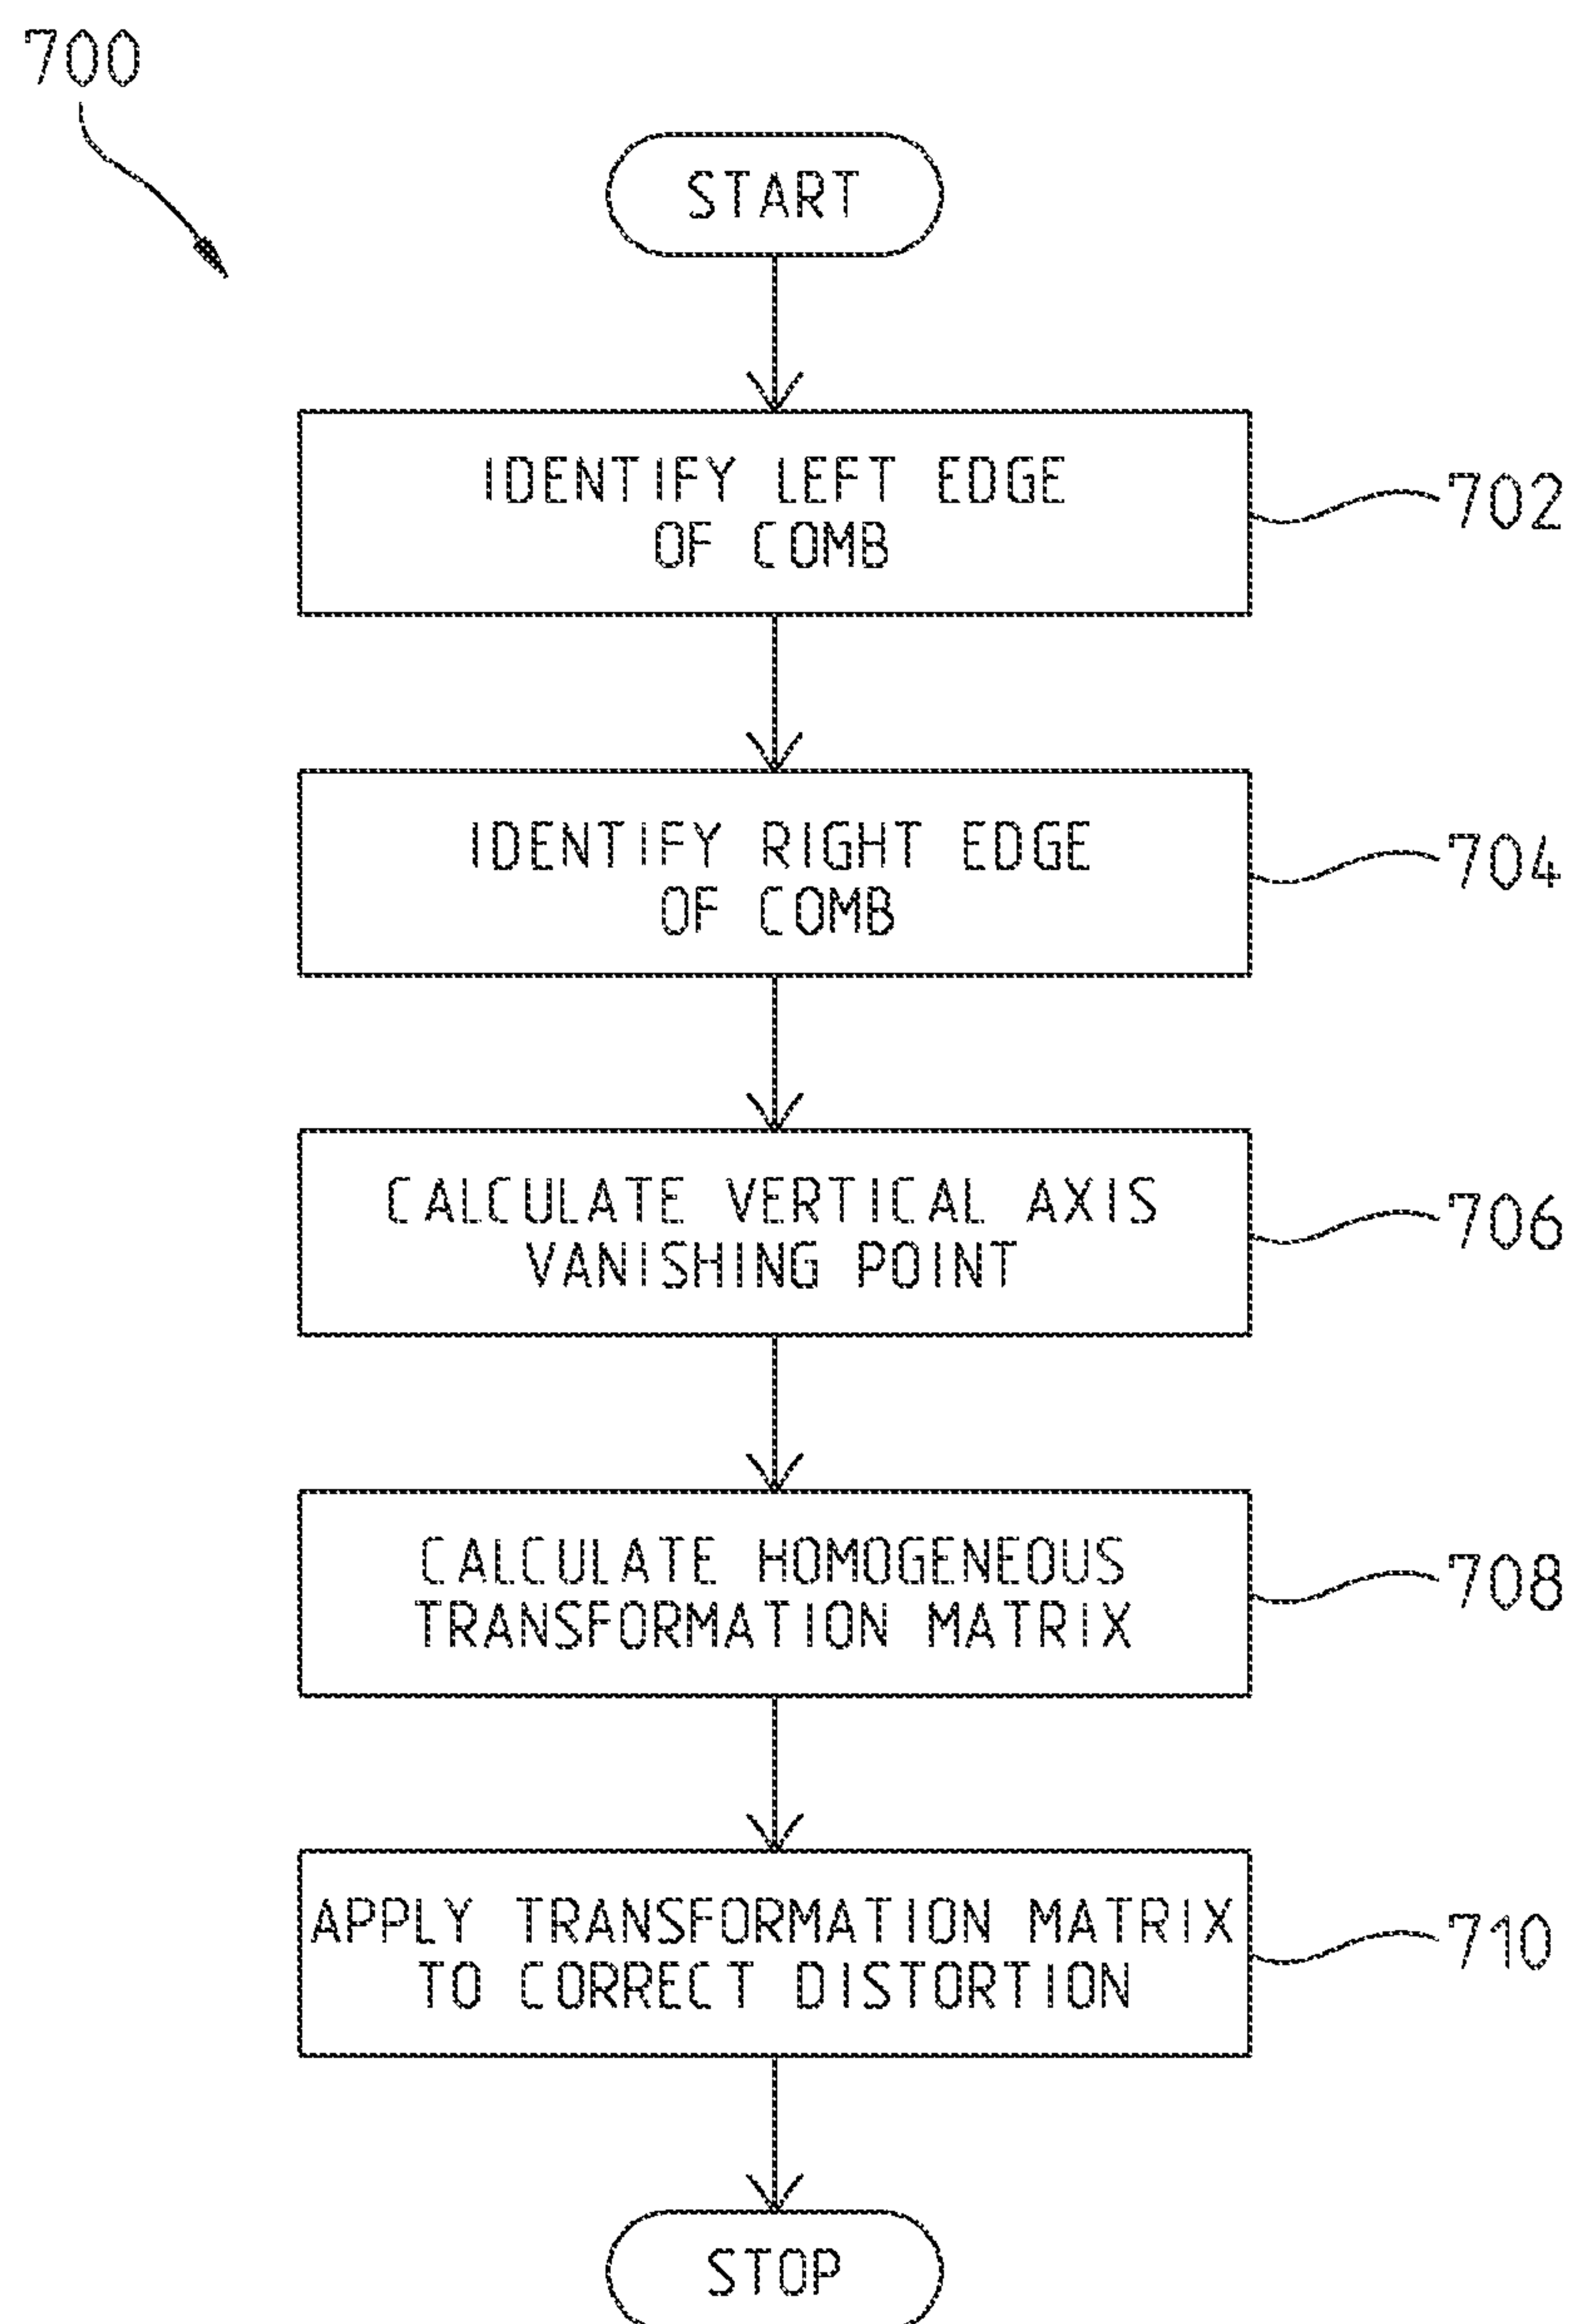 700
START
IDENTIFY LEFT EDGE
OF COMB
702
IDENTIFY RIGHT EDGE
OF COMB
704
CALCULATE VERTICAL AXIS
VANISHING POINT
706
CALCULATE HOMOGENEOUS
TRANSFORMATION MATRIX
708
APPLY TRANSFORMATION MATRIX
TO CORRECT DISTORTION
710
STOP